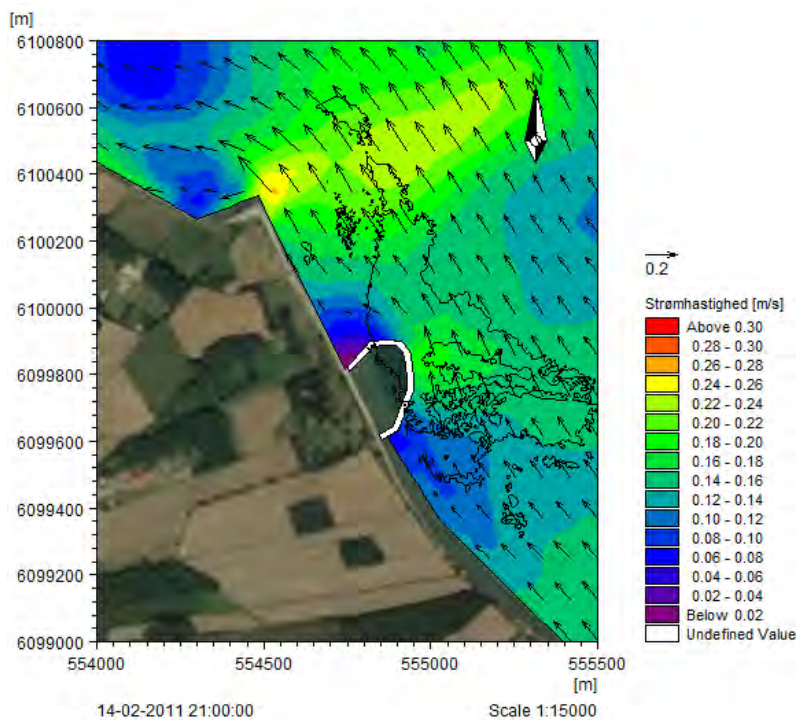 [m]
6100800
6100600
6100400
6100200
6100000
6099800
6099600
6099400
6099200
6099000
554000
554500
555000
555500
[m]
N
0.2
Strømhastighed [m/s]
Above 0.30
0.28 - 0.30
0.26 - 0.28
0.24 - 0.26
0.22 - 0.24
0.20 - 0.22
0.18 - 0.20
0.16 - 0.18
0.14 - 0.16
0.12 - 0.14
0.10 - 0.12
0.08 - 0.10
0.06 - 0.08
0.04 - 0.06
0.02 - 0.04
Below 0.02
Undefined Value
14-02-2011 21:00:00
Scale 1:15000